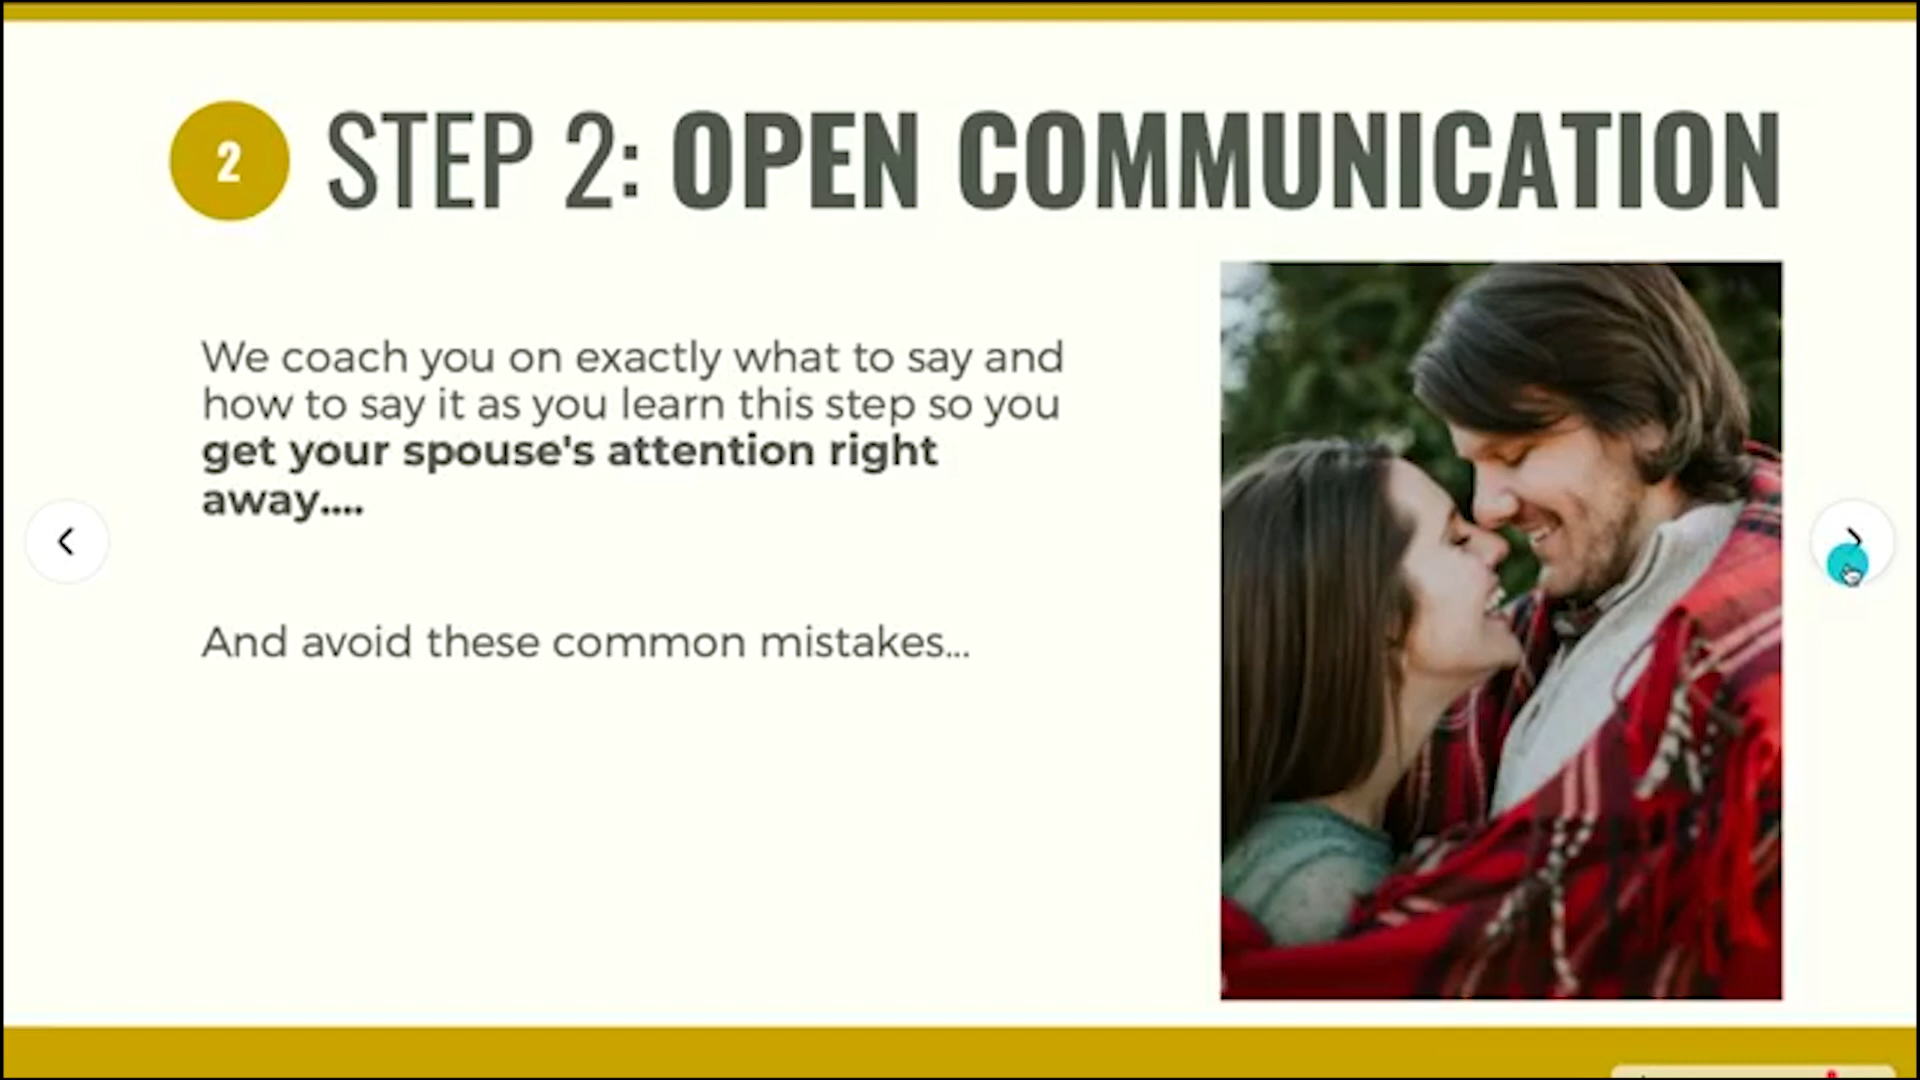 2
STEP 2: OPEN COMMUNICATION
We coach you on exactly what to say and
how to say it as you learn this step so you
get your spouse's attention right
away....
And avoid these common mistakes...